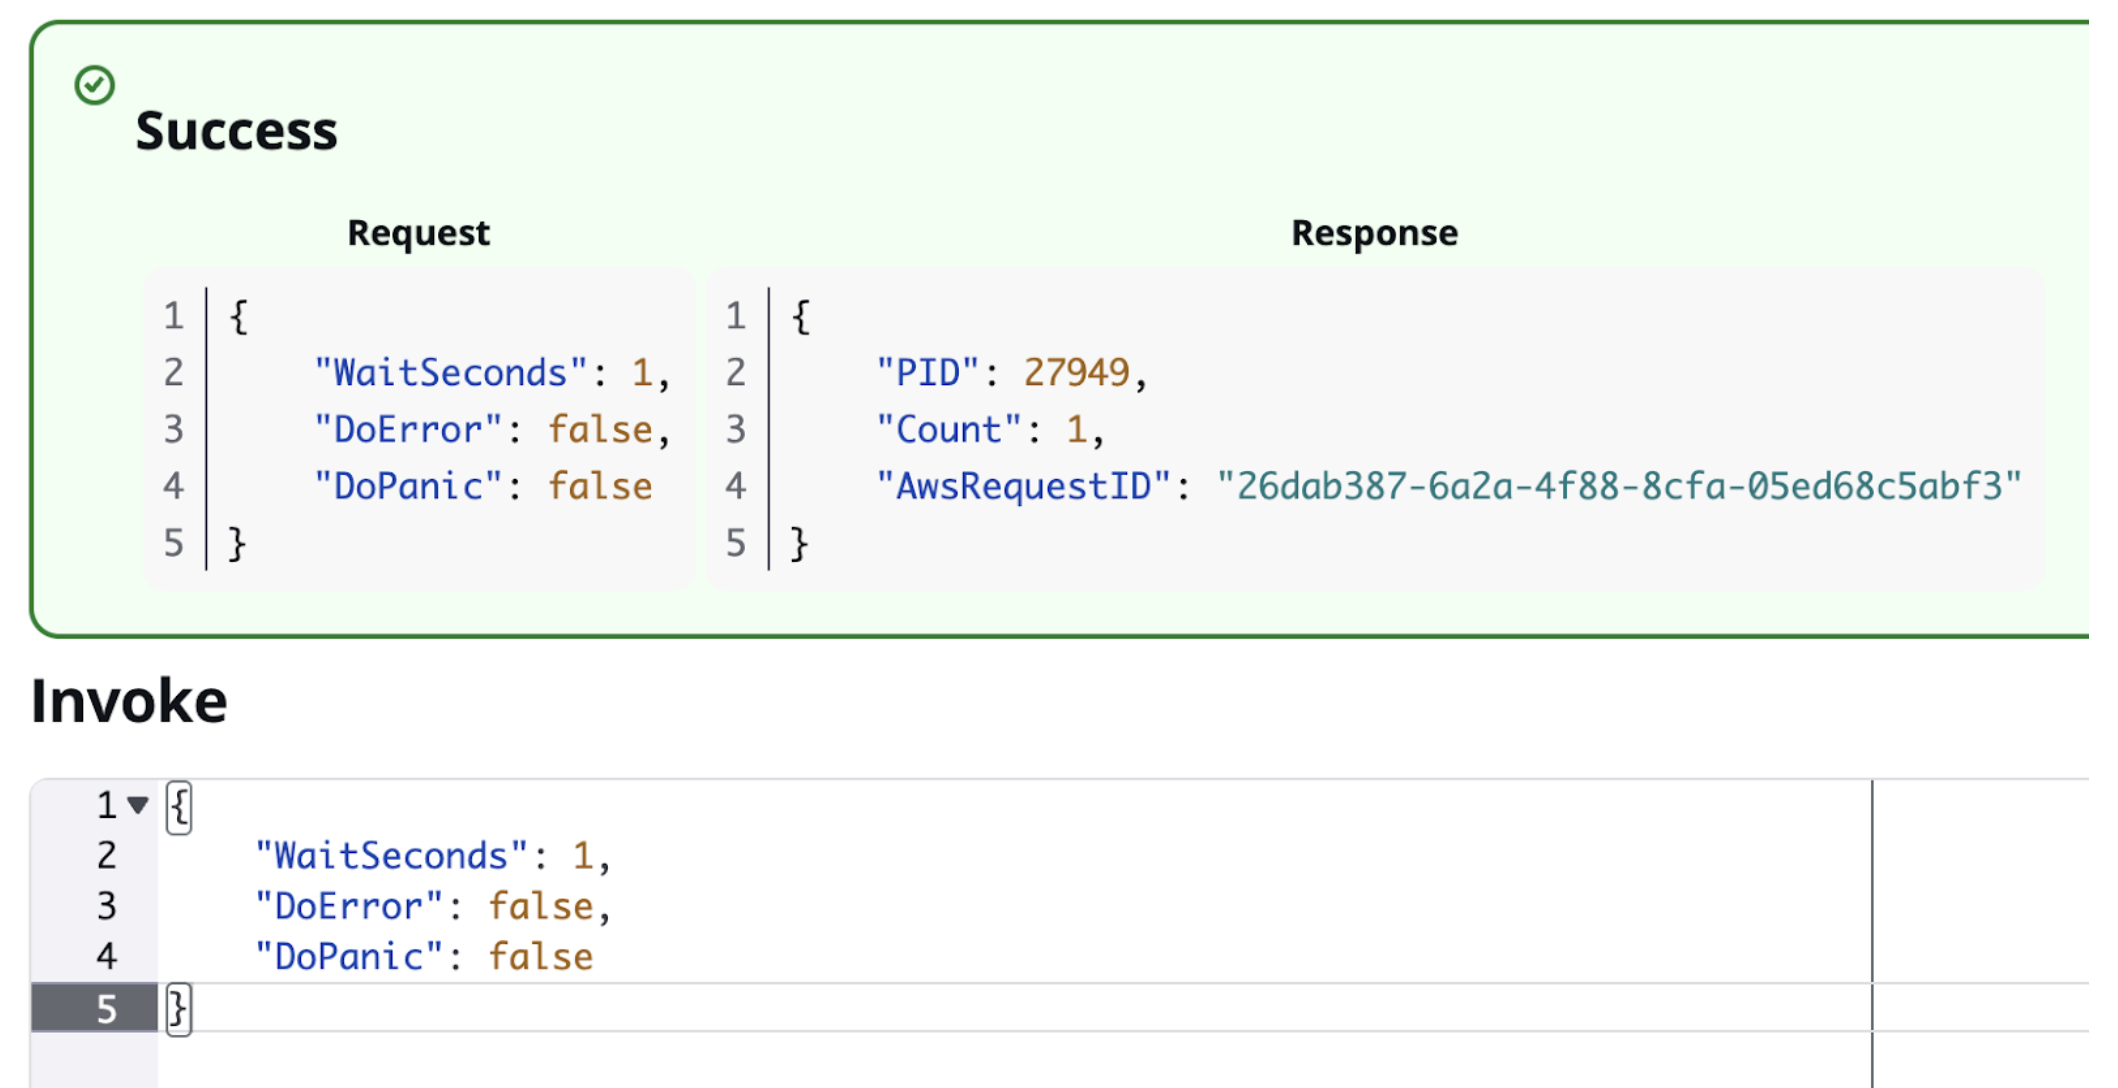 Success
Request
1 {
2     "WaitSeconds": 1,
3     "DoError": false,
4     "DoPanic": false
5 }
Response
1 {
2     "PID": 27949,
3     "Count": 1,
4     "AwsRequestID": "26dab387-6a2a-4f88-8cfa-05ed68c5abf3"
5 }
Invoke
1 {
2     "WaitSeconds": 1,
3     "DoError": false,
4     "DoPanic": false
5 }